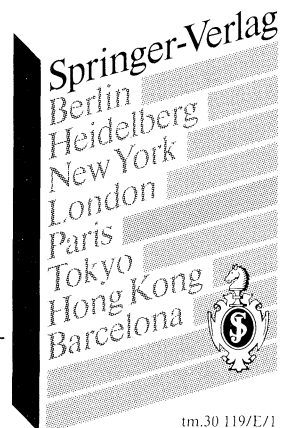 Springer-Verlag
Berlin
Heidelberg
New York
London
Paris
Tokyo
Hong Kong
Barcelona
tm.30 119/E/1